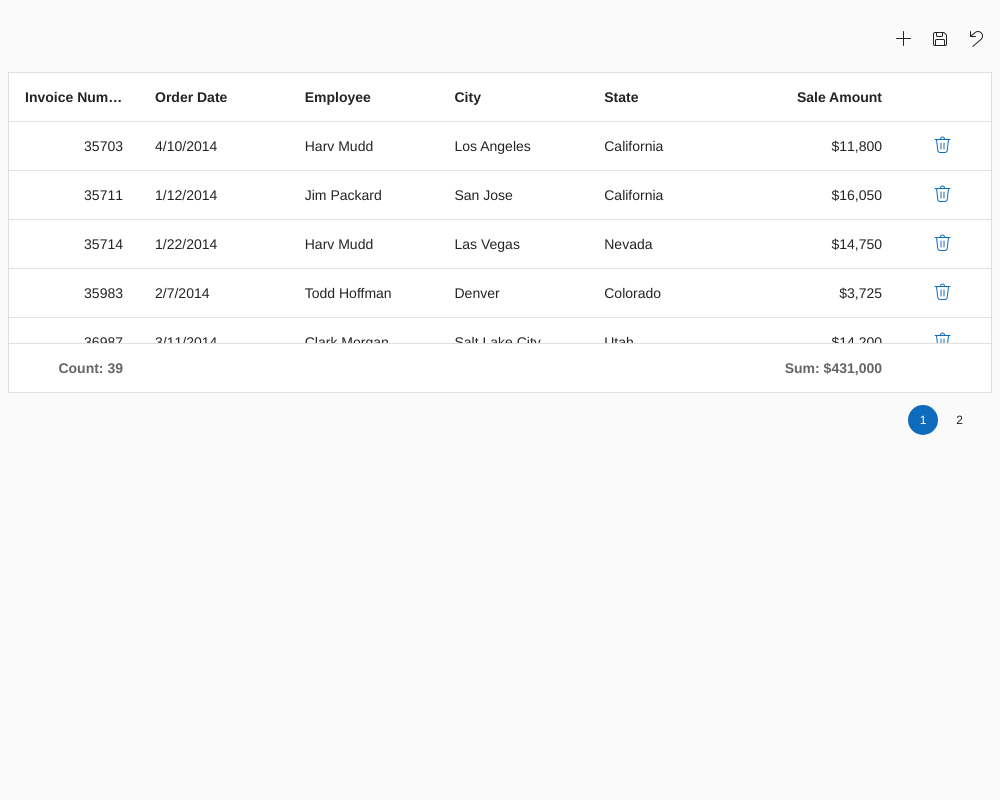 Invoice Num… Order Date Employee City State Sale Amount
35703 4/10/2014 Harv Mudd Los Angeles California $11,800
35711 1/12/2014 Jim Packard San Jose California $16,050
35714 1/22/2014 Harv Mudd Las Vegas Nevada $14,750
35983 2/7/2014 Todd Hoffman Denver Colorado $3,725
36987 3/11/2014 Clark Morgan Salt Lake City Utah $14,200
Count: 39 Sum: $431,000
1 2